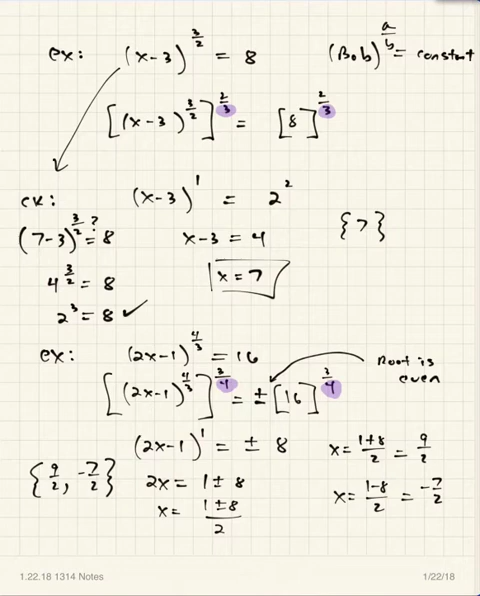 ex: (x-3)^(3/2) = 8 (Bob)^(a/b) = constant
[(x-3)^(3/2)]^(2/3) = [8]^(2/3)
ck: (x-3)^1 = 2^2
(7-3)^(3/2) ?= 8 x-3 = 4 {7}
4^(3/2) = 8 x = 7
2^3 = 8 ✓
ex: (2x-1)^(4/3) = 16 Root is even
[(2x-1)^(4/3)]^(3/4) = ± [16]^(3/4)
(2x-1)^1 = ± 8 x = (1+8)/2 = 9/2
{9/2, -7/2} 2x = 1 ± 8 x = (1-8)/2 = -7/2
x = (1±8)/2
1.22.18 1314 Notes 1/22/18